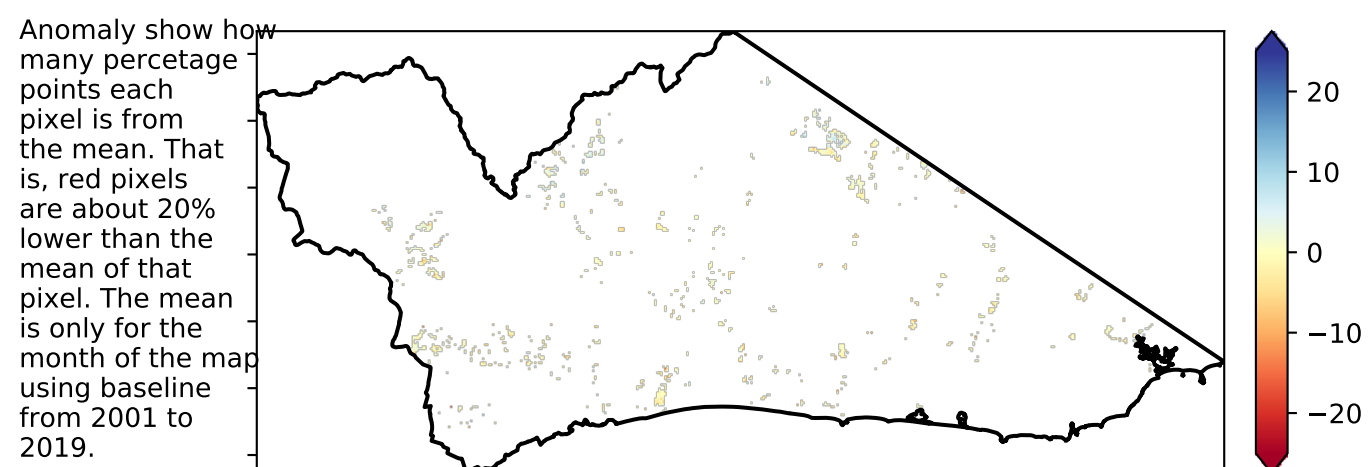 Anomaly show how
many percetage
points each
pixel is from
the mean. That
is, red pixels
are about 20%
lower than the
mean of that
pixel. The mean
is only for the
month of the map
using baseline
from 2001 to
2019.
20
10
0
−10
−20